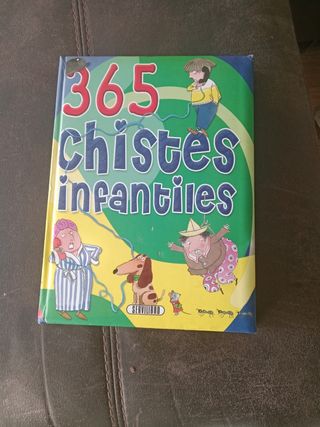 365
chistes
infantiles
SERVILIBRO